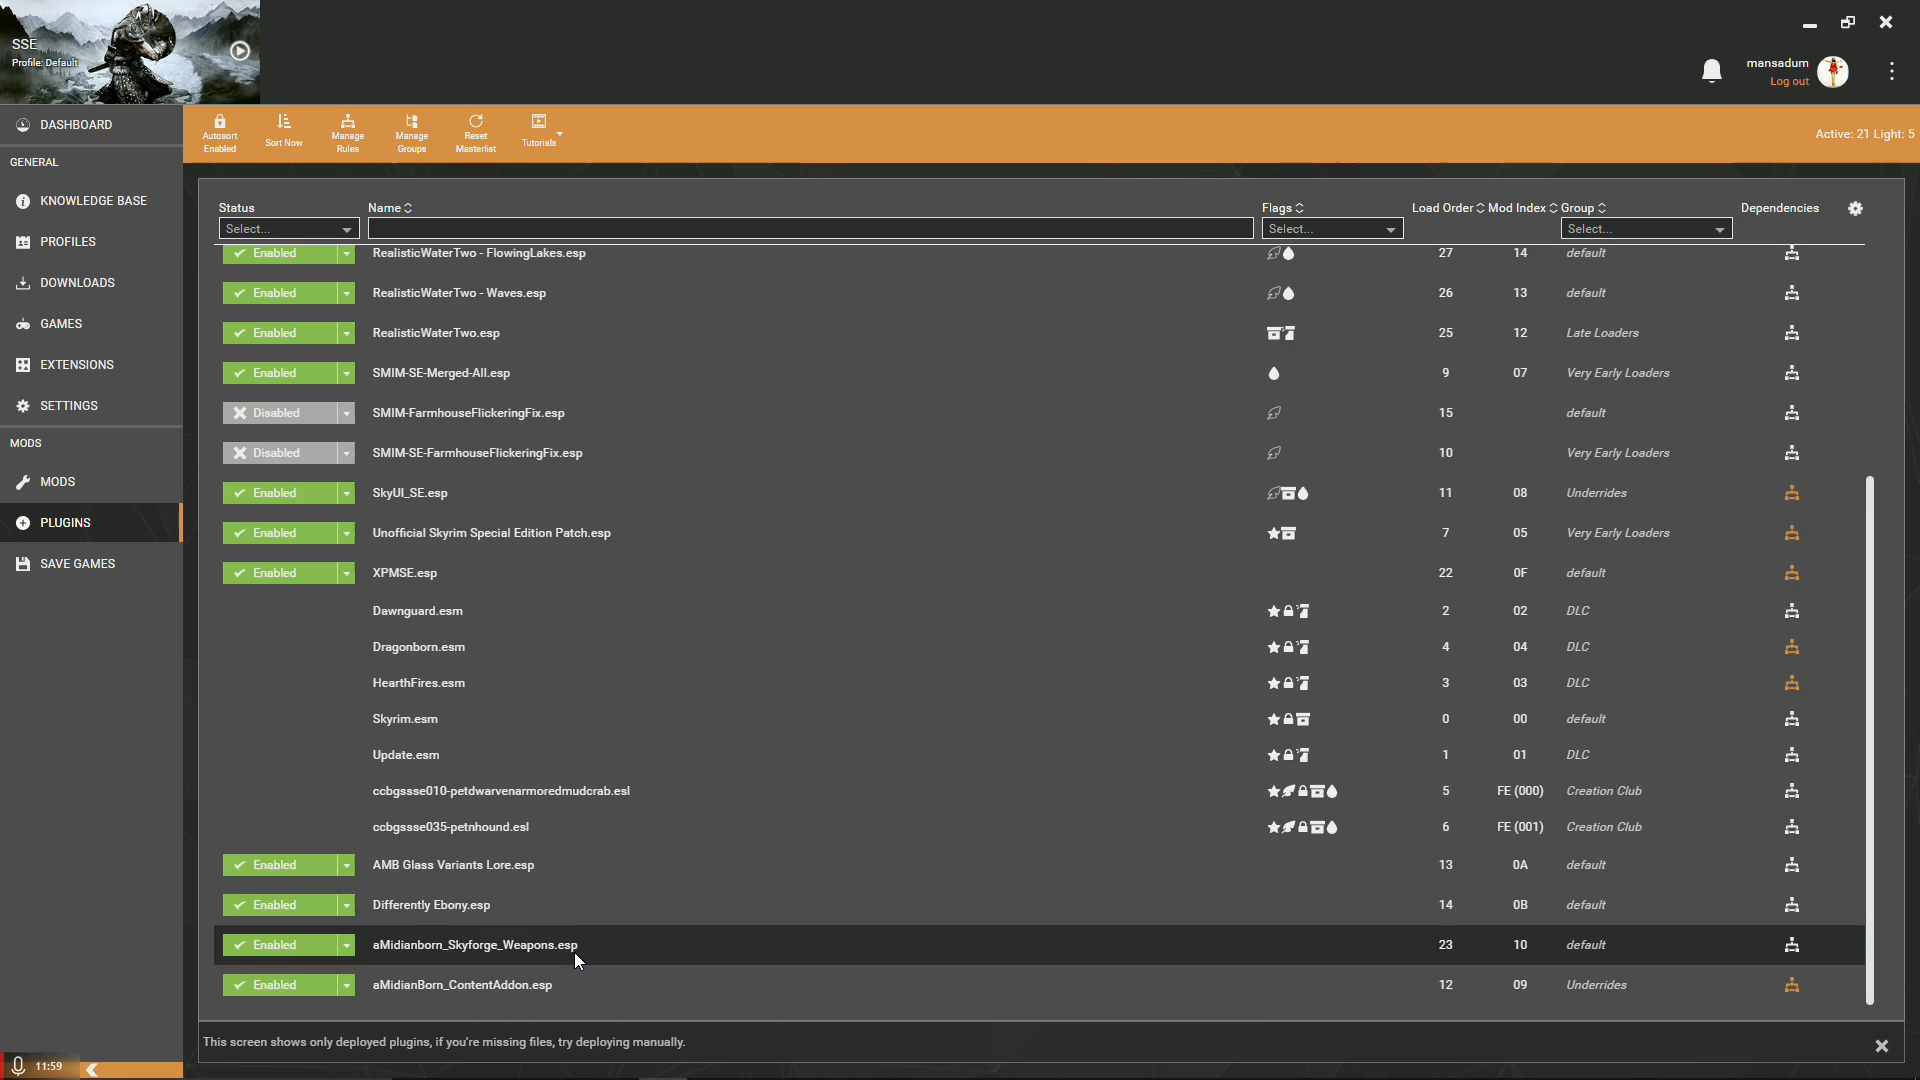 SSE
Profile: Default
mansadum
Log out
DASHBOARD
GENERAL
KNOWLEDGE BASE
PROFILES
DOWNLOADS
GAMES
EXTENSIONS
SETTINGS
MODS
MODS
PLUGINS
SAVE GAMES
11:59
Autosort Enabled
Sort Now
Manage Rules
Manage Groups
Reset Masterlist
Tutorials
Active: 21 Light: 5
Status Name Flags Load Order Mod Index Group Dependencies
Select... Select... Select...
Enabled RealisticWaterTwo - FlowingLakes.esp 27 14 default
Enabled RealisticWaterTwo - Waves.esp 26 13 default
Enabled RealisticWaterTwo.esp 25 12 Late Loaders
Enabled SMIM-SE-Merged-All.esp 9 07 Very Early Loaders
Disabled SMIM-FarmhouseFlickeringFix.esp 15 default
Disabled SMIM-SE-FarmhouseFlickeringFix.esp 10 Very Early Loaders
Enabled SkyUI_SE.esp 11 08 Underrides
Enabled Unofficial Skyrim Special Edition Patch.esp 7 05 Very Early Loaders
Enabled XPMSE.esp 22 0F default
Dawnguard.esm 2 02 DLC
Dragonborn.esm 4 04 DLC
HearthFires.esm 3 03 DLC
Skyrim.esm 0 00 default
Update.esm 1 01 DLC
ccbgssse010-petdwarvenarmoredmudcrab.esl 5 FE (000) Creation Club
ccbgssse035-petnhound.esl 6 FE (001) Creation Club
Enabled AMB Glass Variants Lore.esp 13 0A default
Enabled Differently Ebony.esp 14 0B default
Enabled aMidianborn_Skyforge_Weapons.esp 23 10 default
Enabled aMidianBorn_ContentAddon.esp 12 09 Underrides
This screen shows only deployed plugins, if you're missing files, try deploying manually.